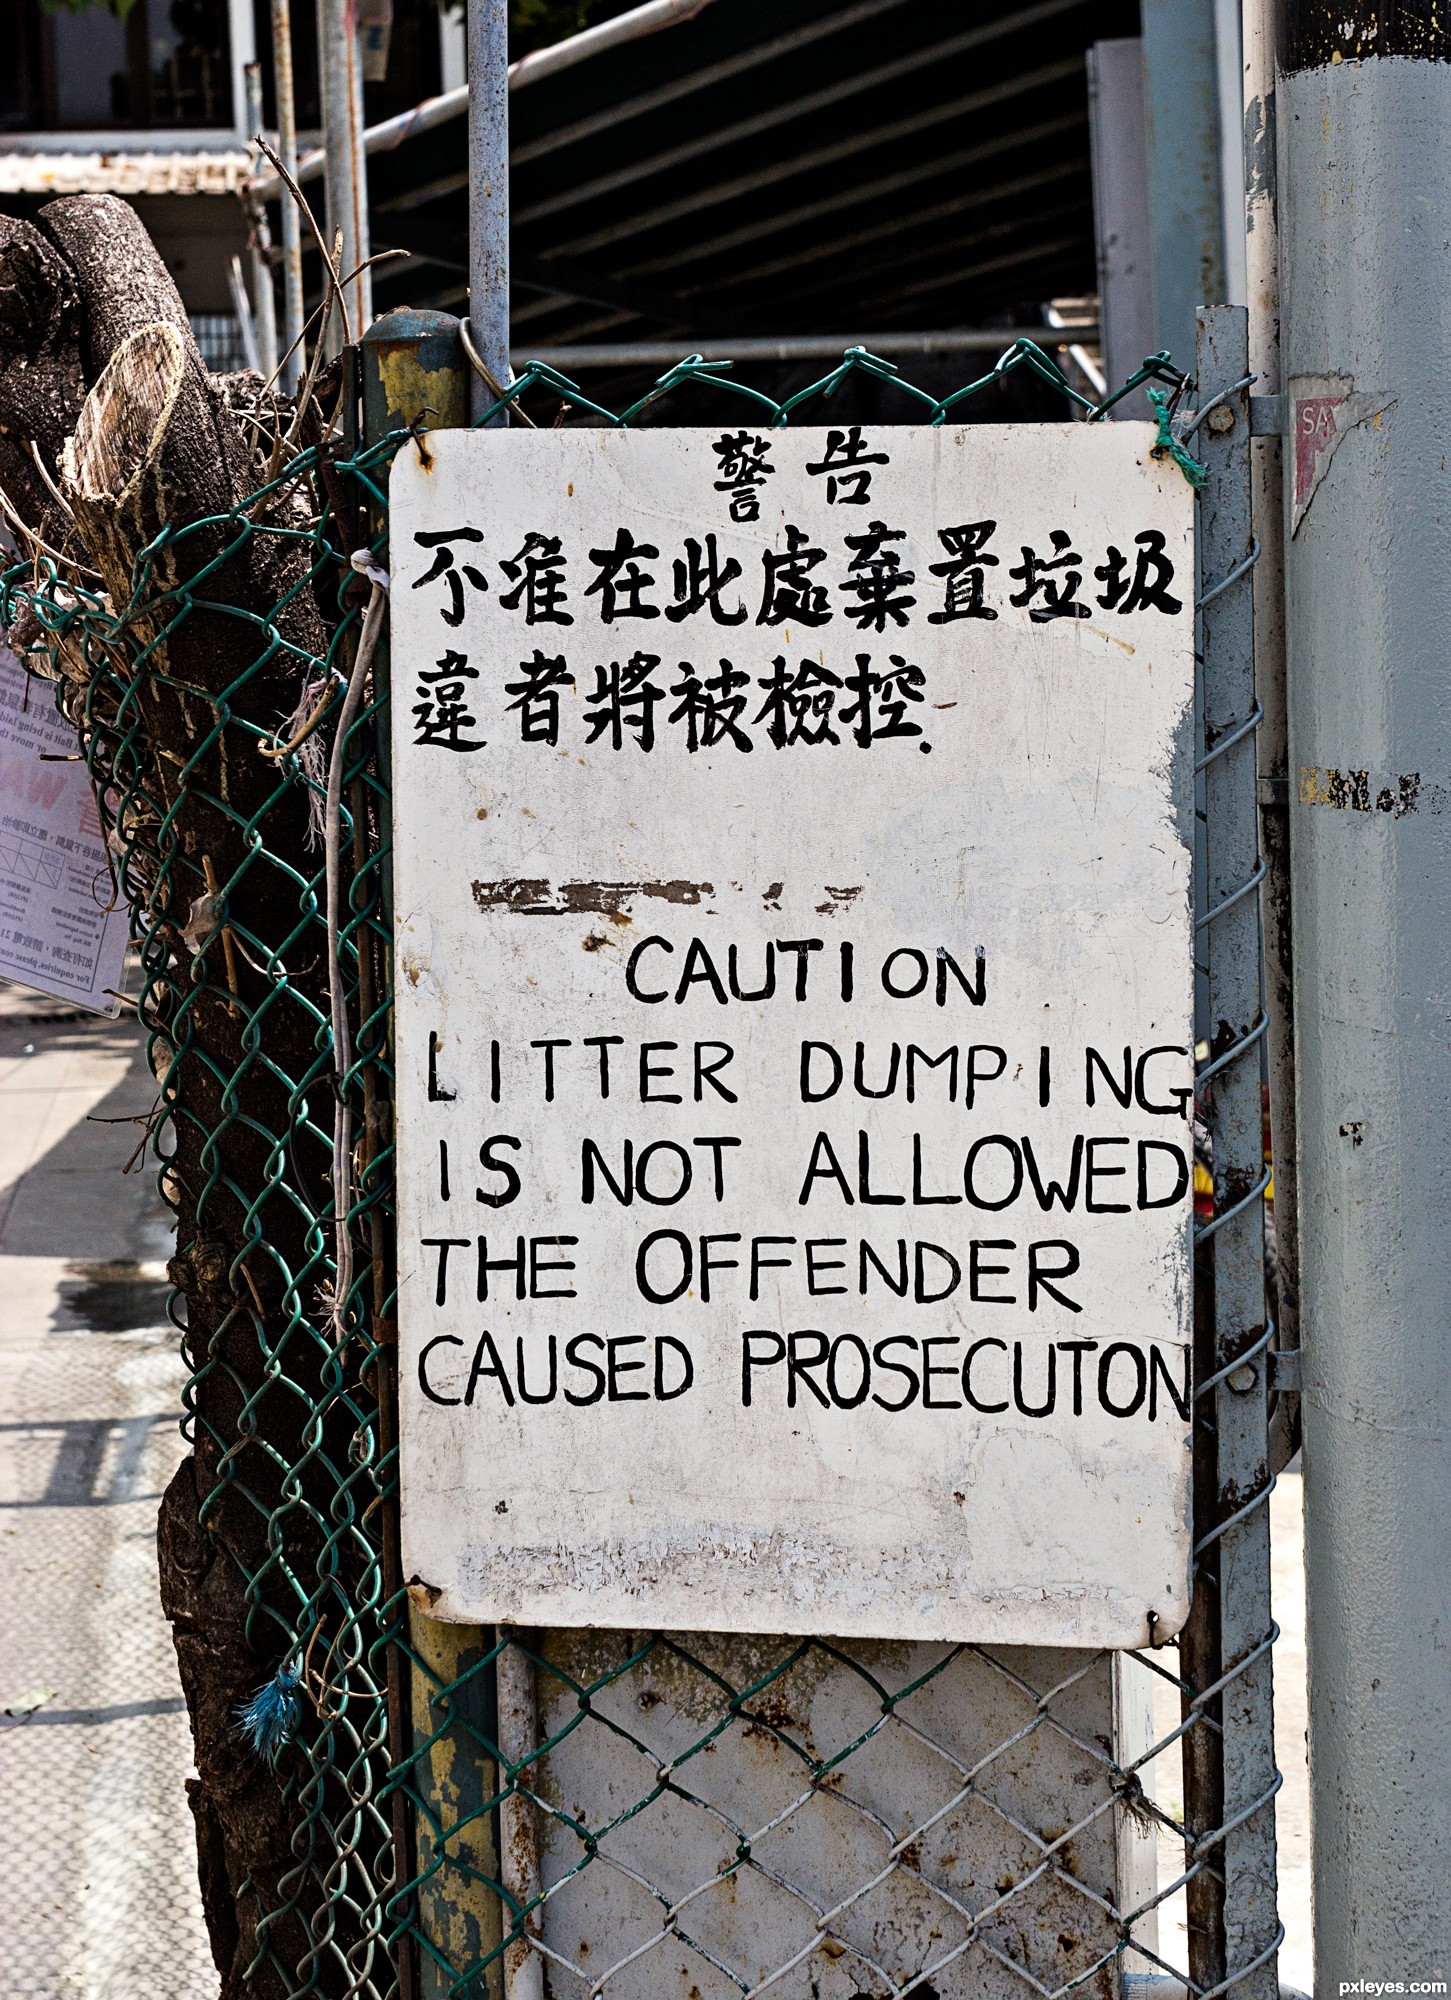 警告
不准在此處棄置垃圾
違者將被檢控.
CAUTION
LITTER DUMPING
IS NOT ALLOWED
THE OFFENDER
CAUSED PROSECUTON
SA
pxleyes.com